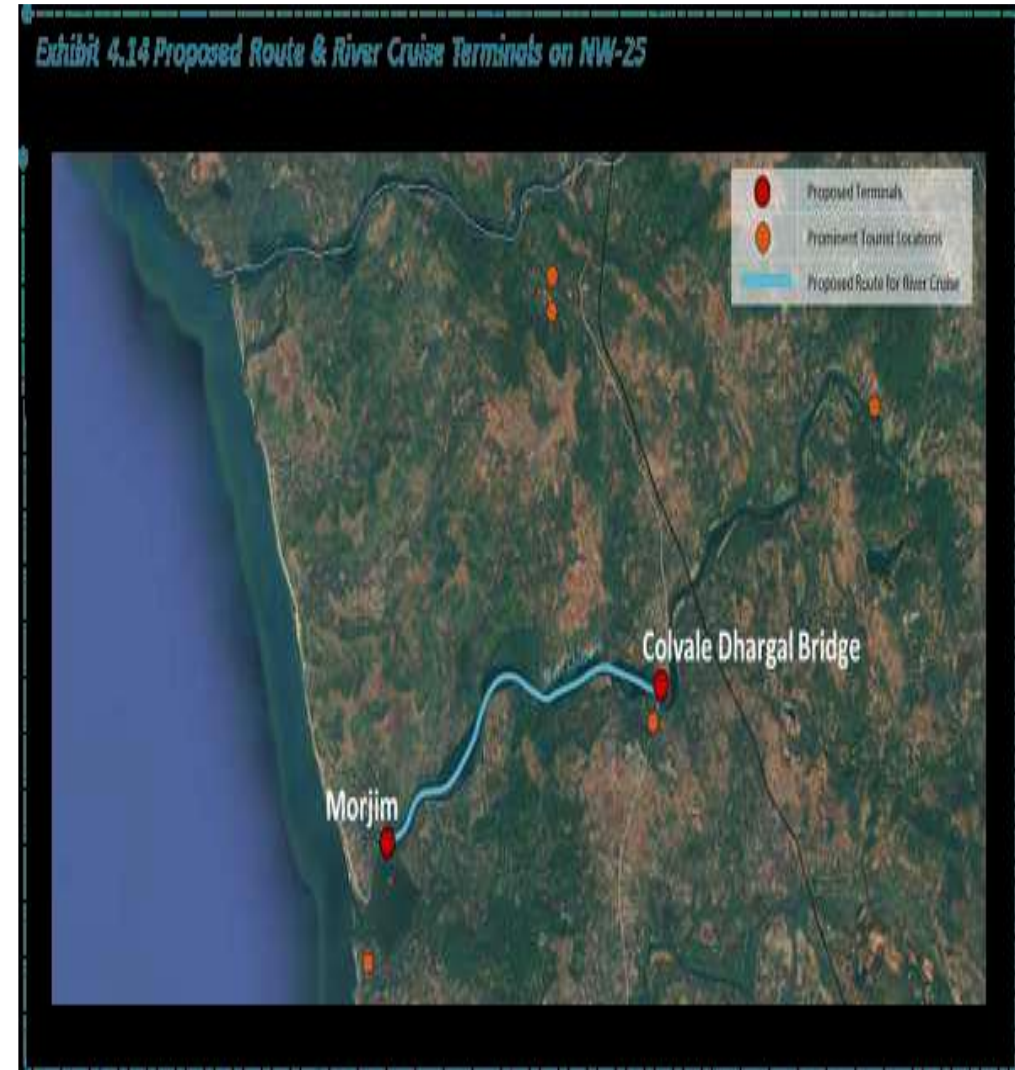 Exhibit 4.14 Proposed Route & River Cruise Terminals on NW-25
Proposed Terminals
Prominent Tourist Locations
Proposed Route for River Cruise
Colvale Dhargal Bridge
Morjim